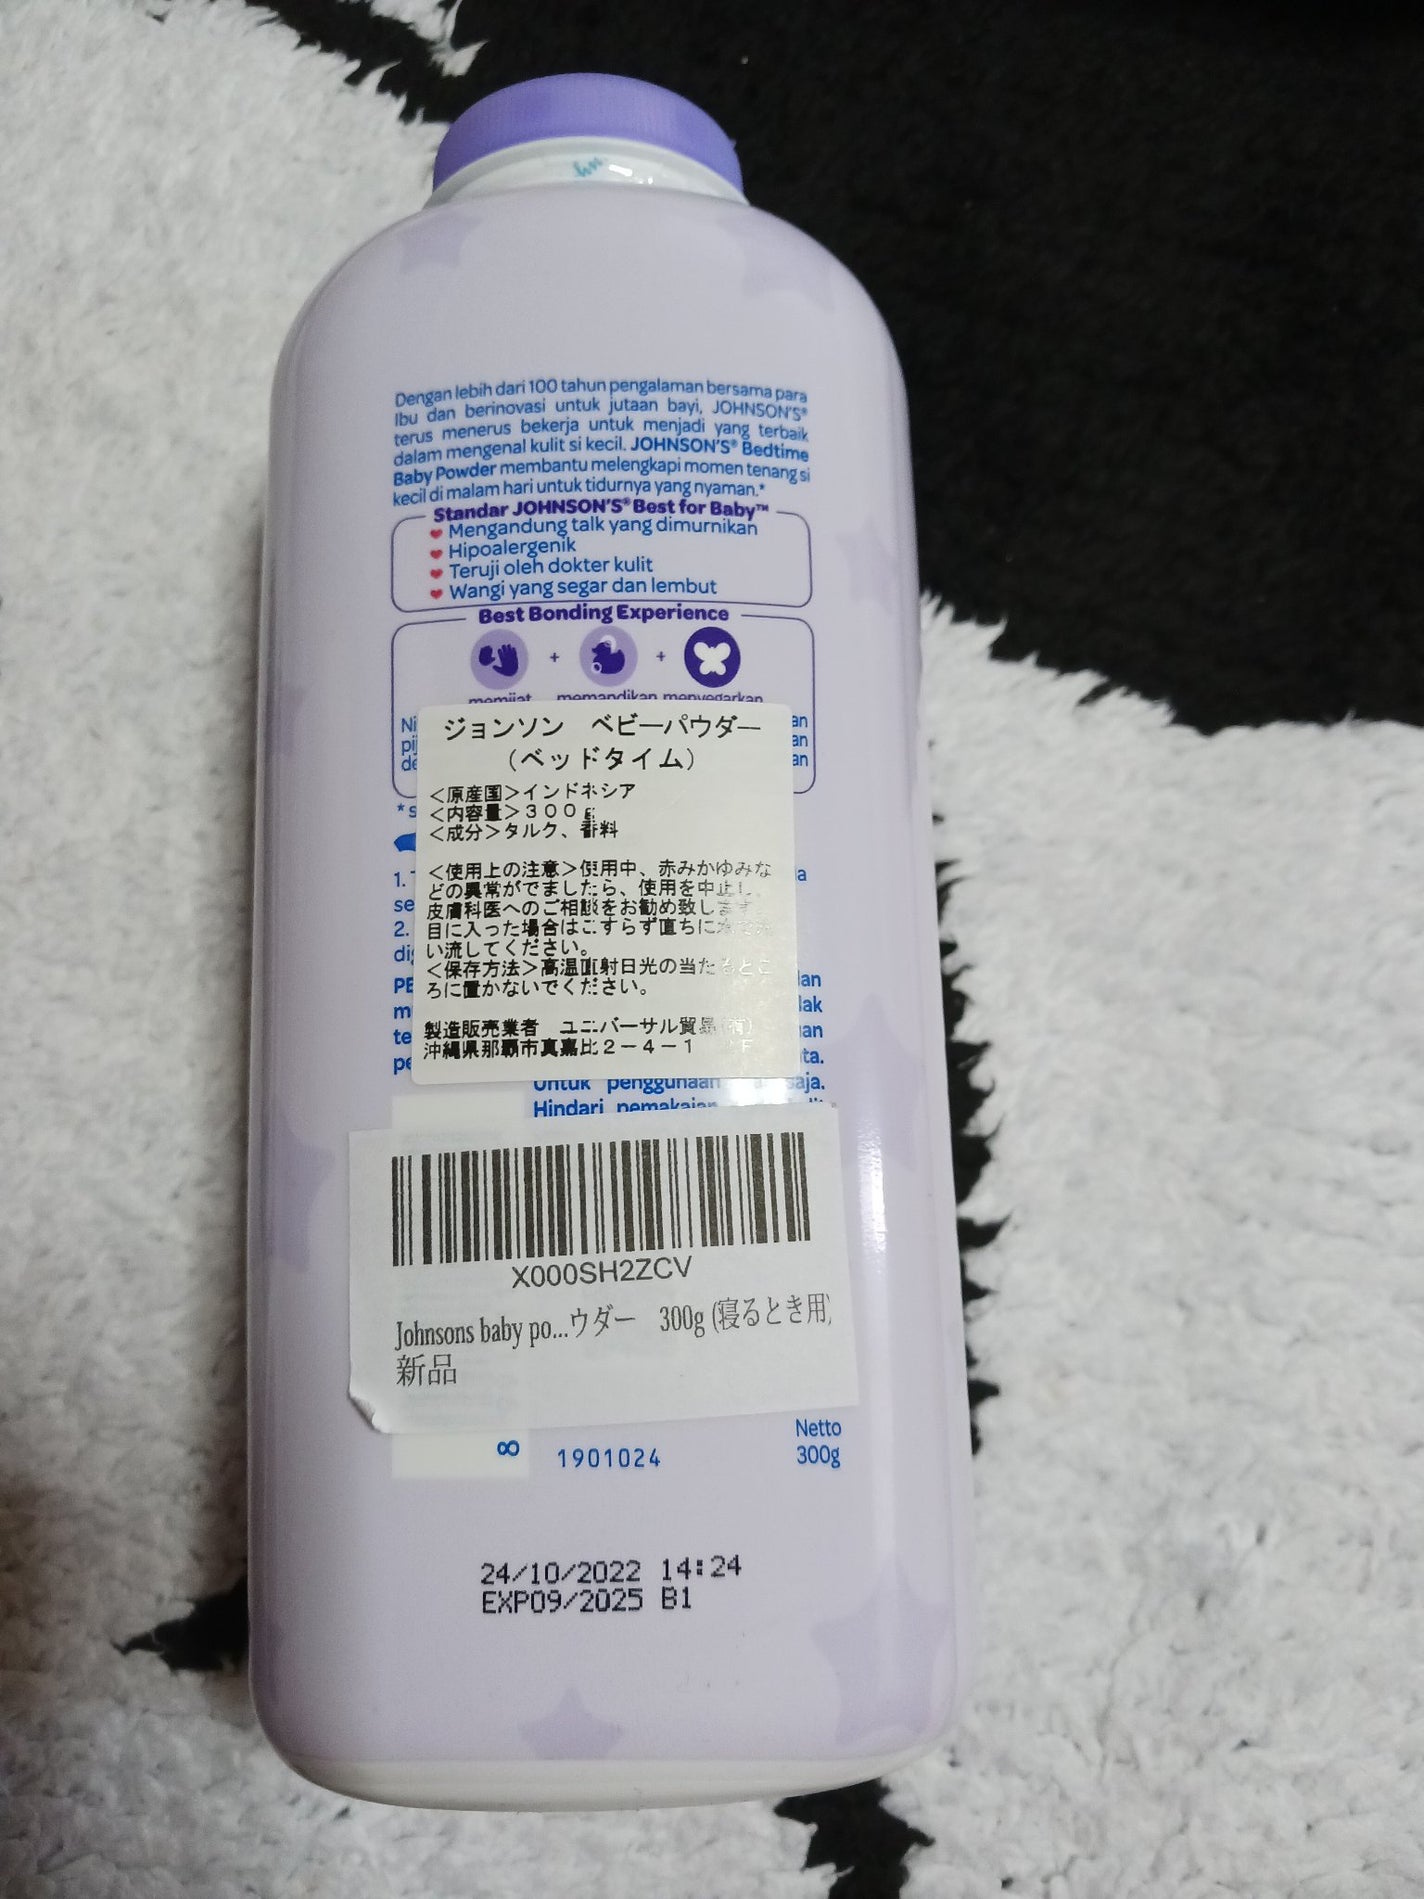 Dengan lebih dari 100 tahun pengalaman bersama para
Ibu dan berinovasi untuk jutaan bayi, JOHNSON'S®
terus menerus bekerja untuk menjadi yang terbaik
dalam mengenal kulit si kecil. JOHNSON'S® Bedtime
Baby Powder membantu melengkapi momen tenang si
kecil di malam hari untuk tidurnya yang nyaman.*
Standar JOHNSON'S® Best for Baby™
Mengandung talk yang dimurnikan
Hipoalergenik
Teruji oleh dokter kulit
Wangi yang segar dan lembut
Best Bonding Experience
+ +
memijat memandikan menyegarkan
ジョンソン ベビーパウダー
(ベッドタイム)
<原産国>インドネシア
<内容量>300g
<成分>タルク、香料
<使用上の注意>使用中、赤みかゆみな
どの異常がでましたら、使用を中止し、
皮膚科医へのご相談をお勧め致します。
目に入った場合はこすらず直ちに
い流してください。
<保存方法>高温直射日光の当たるとこ
ろに置かないでください。
製造販売業者 ユニバーサル貿易(有)
沖縄県那覇市真嘉比2-4-1
Untuk penggunaan saja.
Hindari pemakaian
X000SH2ZCV
Johnsons baby po...ウダー 300g (寝るとき用)
新品
8 1901024
Netto
300g
24/10/2022 14:24
EXP09/2025 B1